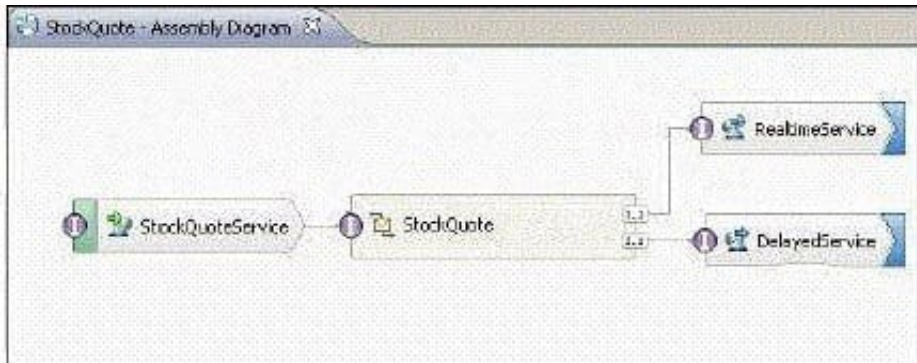 StockQuote - Assembly Diagram
RealtimeService
StockQuoteService
StockQuote
1..1
1..1
DelayedService